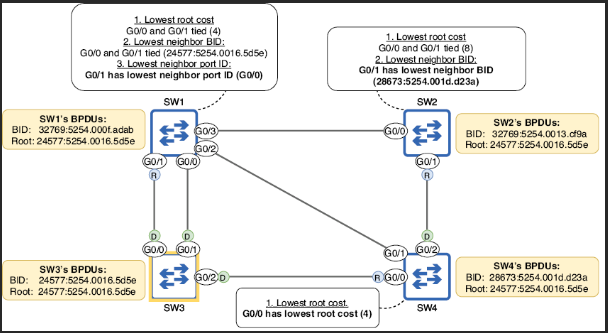 1. Lowest root cost
G0/0 and G0/1 tied (4)
2. Lowest neighbor BID:
G0/0 and G0/1 tied (24577:5254.0016.5d5e)
3. Lowest neighbor port ID:
G0/1 has lowest neighbor port ID (G0/0)
1. Lowest root cost
G0/0 and G0/1 tied (8)
2. Lowest neighbor BID:
G0/1 has lowest neighbor BID
(28673:5254.001d.d23a)
SW1
SW2
SW1's BPDUs:
BID: 32769:5254.000f.adab
Root: 24577:5254.0016.5d5e
G0/3
G0/2
G0/1
G0/0
R
G0/0
G0/1
R
SW2's BPDUs:
BID: 32769:5254.0013.cf9a
Root: 24577:5254.0016.5d5e
SW3's BPDUs:
BID: 24577:5254.0016.5d5e
Root: 24577:5254.0016.5d5e
D
D
G0/0
G0/1
G0/2
D
SW3
D
G0/2
G0/1
R
G0/0
SW4
SW4's BPDUs:
BID: 28673:5254.001d.d23a
Root: 24577:5254.0016.5d5e
1. Lowest root cost.
G0/0 has lowest root cost (4)